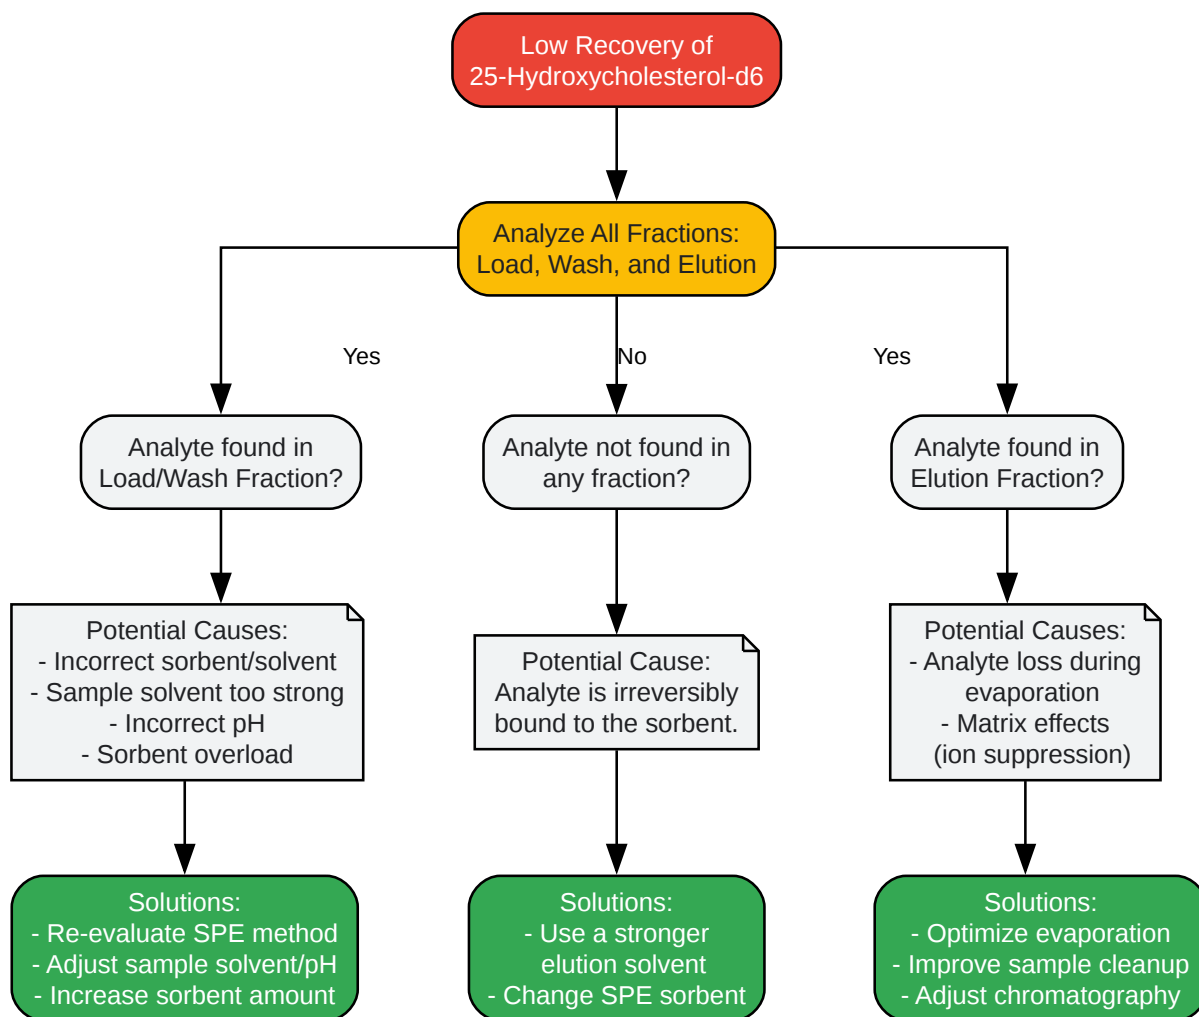 Low Recovery of
25-Hydroxycholesterol-d6
Analyze All Fractions:
Load, Wash, and Elution
Yes
No
Yes
Analyte found in
Load/Wash Fraction?
Analyte not found in
any fraction?
Analyte found in
Elution Fraction?
Potential Causes:
- Incorrect sorbent/solvent
- Sample solvent too strong
- Incorrect pH
- Sorbent overload
Potential Cause:
Analyte is irreversibly
bound to the sorbent.
Potential Causes:
- Analyte loss during
evaporation
- Matrix effects
(ion suppression)
Solutions:
- Re-evaluate SPE method
- Adjust sample solvent/pH
- Increase sorbent amount
Solutions:
- Use a stronger
elution solvent
- Change SPE sorbent
Solutions:
- Optimize evaporation
- Improve sample cleanup
- Adjust chromatography